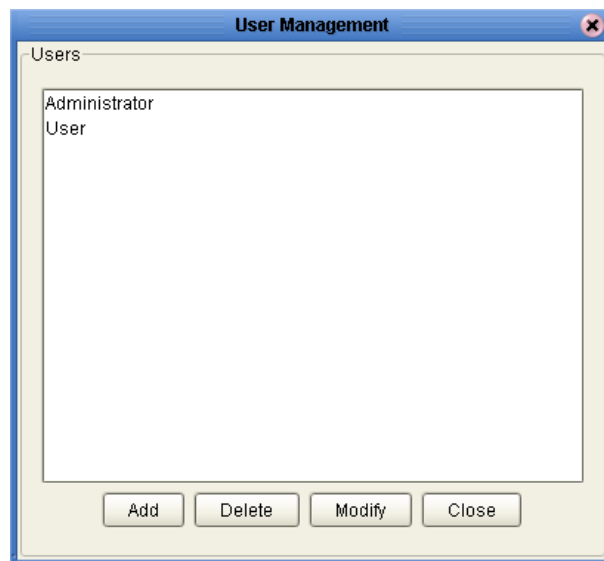 User Management
Users
Administrator
User
Add Delete Modify Close